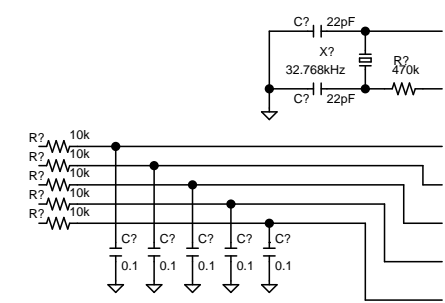 C? 22pF
X?
R?
32.768kHz 470k
C? 22pF
R? 10k
R? 10k
R? 10k
R? 10k
R? 10k
C? C? C? C? C?
0.1 0.1 0.1 0.1 0.1